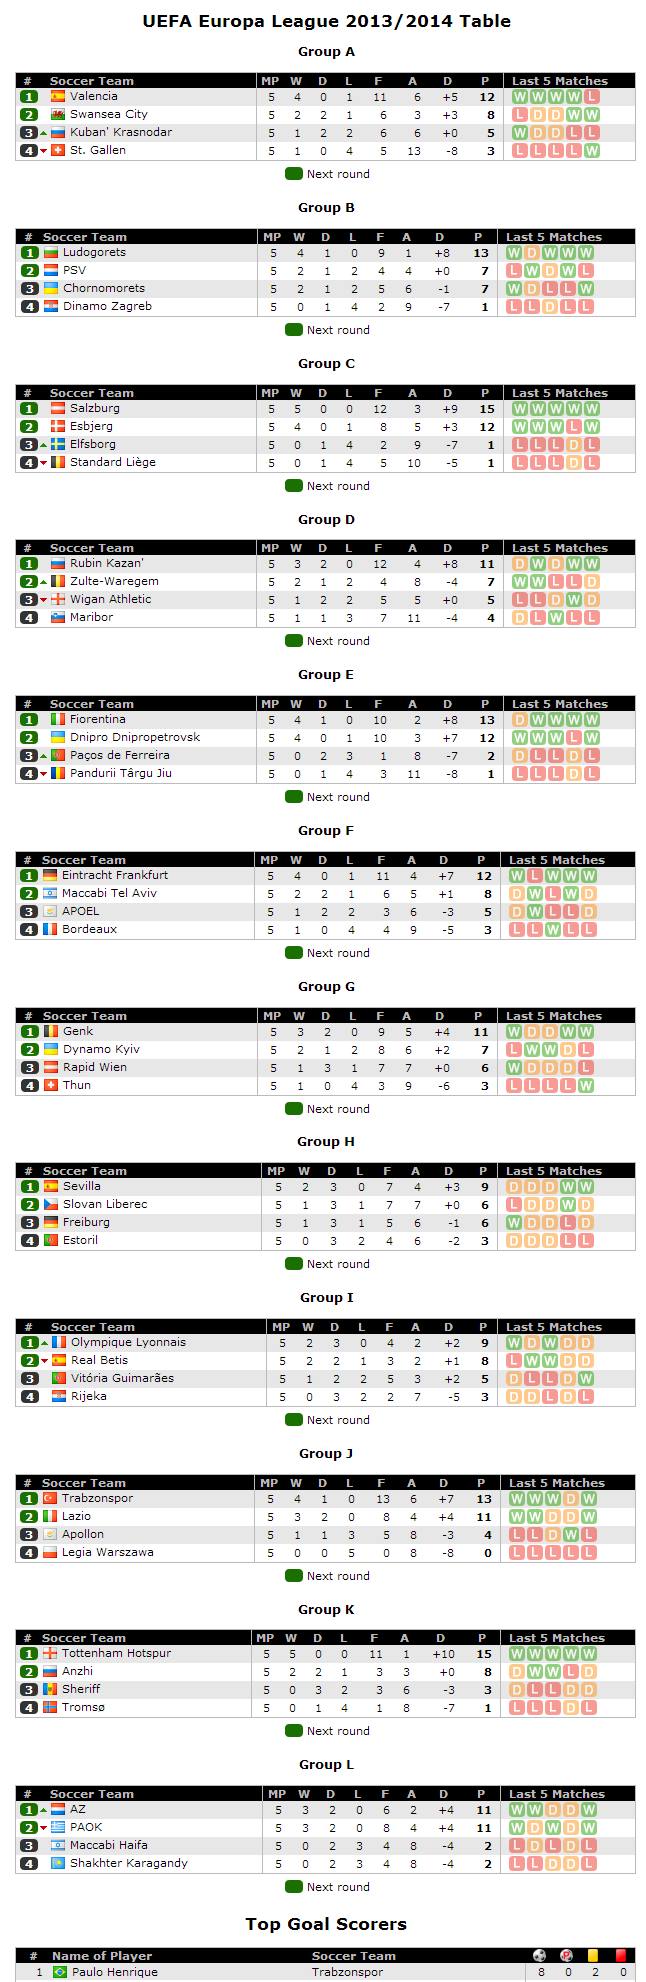 UEFA Europa League 2013/2014 Table
Group A
# Soccer Team MP W D L F A D P Last 5 Matches
1 Valencia 5 4 0 1 11 6 +5 12 W W W W L
2 Swansea City 5 2 2 1 6 3 +3 8 L D D W W
3 Kuban' Krasnodar 5 1 2 2 6 6 +0 5 W D D L L
4 St. Gallen 5 1 0 4 5 13 -8 3 L L L L W
Next round
Group B
# Soccer Team MP W D L F A D P Last 5 Matches
1 Ludogorets 5 4 1 0 9 1 +8 13 W D W W W
2 PSV 5 2 1 2 4 4 +0 7 L W D W L
3 Chornomorets 5 2 1 2 5 6 -1 7 W D L L W
4 Dinamo Zagreb 5 0 1 4 2 9 -7 1 L L D L L
Next round
Group C
# Soccer Team MP W D L F A D P Last 5 Matches
1 Salzburg 5 5 0 0 12 3 +9 15 W W W W W
2 Esbjerg 5 4 0 1 8 5 +3 12 W W W L W
3 Elfsborg 5 0 1 4 2 9 -7 1 L L L D L
4 Standard Liège 5 0 1 4 5 10 -5 1 L L L D L
Next round
Group D
# Soccer Team MP W D L F A D P Last 5 Matches
1 Rubin Kazan' 5 3 2 0 12 4 +8 11 D W D W W
2 Zulte-Waregem 5 2 1 2 4 8 -4 7 W W L L D
3 Wigan Athletic 5 1 2 2 5 5 +0 5 L L D W D
4 Maribor 5 1 1 3 7 11 -4 4 D L W L L
Next round
Group E
# Soccer Team MP W D L F A D P Last 5 Matches
1 Fiorentina 5 4 1 0 10 2 +8 13 D W W W W
2 Dnipro Dnipropetrovsk 5 4 0 1 10 3 +7 12 W W W L W
3 Paços de Ferreira 5 0 2 3 1 8 -7 2 D L L D L
4 Pandurii Târgu Jiu 5 0 1 4 3 11 -8 1 L L L D L
Next round
Group F
# Soccer Team MP W D L F A D P Last 5 Matches
1 Eintracht Frankfurt 5 4 0 1 11 4 +7 12 W L W W W
2 Maccabi Tel Aviv 5 2 2 1 6 5 +1 8 D W L W D
3 APOEL 5 1 2 2 3 6 -3 5 D W L L D
4 Bordeaux 5 1 0 4 4 9 -5 3 L L W L L
Next round
Group G
# Soccer Team MP W D L F A D P Last 5 Matches
1 Genk 5 3 2 0 9 5 +4 11 W D D W W
2 Dynamo Kyiv 5 2 1 2 8 6 +2 7 L W W D L
3 Rapid Wien 5 1 3 1 7 7 +0 6 W D D D L
4 Thun 5 1 0 4 3 9 -6 3 L L L L W
Next round
Group H
# Soccer Team MP W D L F A D P Last 5 Matches
1 Sevilla 5 2 3 0 7 4 +3 9 D D D W W
2 Slovan Liberec 5 1 3 1 7 7 +0 6 L D D W D
3 Freiburg 5 1 3 1 5 6 -1 6 W D D L D
4 Estoril 5 0 3 2 4 6 -2 3 D D D L L
Next round
Group I
# Soccer Team MP W D L F A D P Last 5 Matches
1 Olympique Lyonnais 5 2 3 0 4 2 +2 9 W D W D D
2 Real Betis 5 2 2 1 3 2 +1 8 L W W D D
3 Vitória Guimarães 5 1 2 2 5 3 +2 5 D L L D W
4 Rijeka 5 0 3 2 2 7 -5 3 D D L D L
Next round
Group J
# Soccer Team MP W D L F A D P Last 5 Matches
1 Trabzonspor 5 4 1 0 13 6 +7 13 W W W D W
2 Lazio 5 3 2 0 8 4 +4 11 W W D D W
3 Apollon 5 1 1 3 5 8 -3 4 L L D W L
4 Legia Warszawa 5 0 0 5 0 8 -8 0 L L L L L
Next round
Group K
# Soccer Team MP W D L F A D P Last 5 Matches
1 Tottenham Hotspur 5 5 0 0 11 1 +10 15 W W W W W
2 Anzhi 5 2 2 1 3 3 +0 8 D W W L D
3 Sheriff 5 0 3 2 3 6 -3 3 D L L D D
4 Tromsø 5 0 1 4 1 8 -7 1 L L L D L
Next round
Group L
# Soccer Team MP W D L F A D P Last 5 Matches
1 AZ 5 3 2 0 6 2 +4 11 W W D D W
2 PAOK 5 3 2 0 8 4 +4 11 W D W D W
3 Maccabi Haifa 5 0 2 3 4 8 -4 2 L D L D L
4 Shakhter Karagandy 5 0 2 3 4 8 -4 2 L L D D L
Next round
Top Goal Scorers
# Name of Player Soccer Team P
1 Paulo Henrique Trabzonspor 8 0 2 0